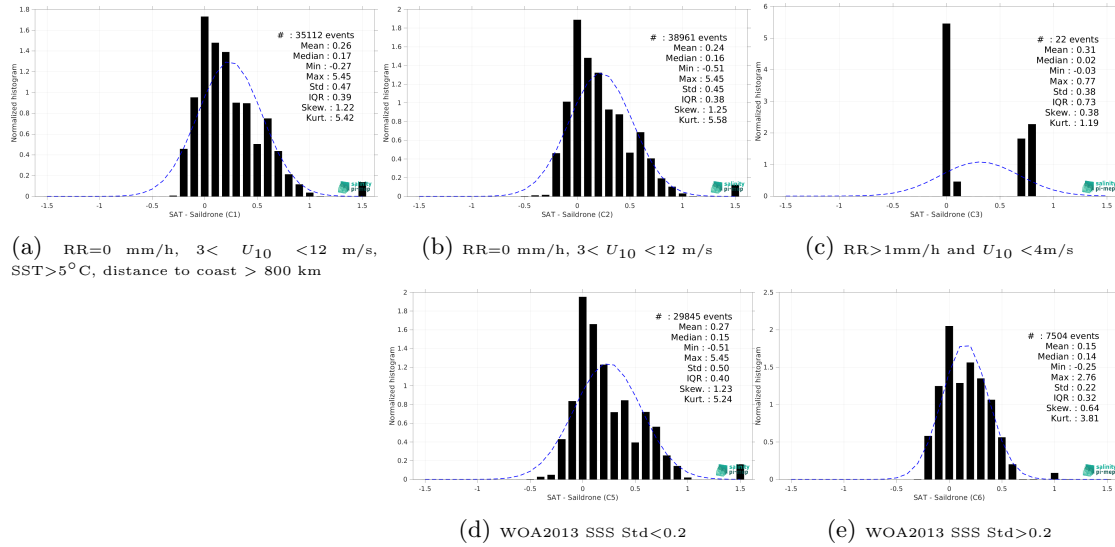 1.8
1.6
1.4
1.2
1
0.8
0.6
0.4
0.2
0
Normalized histogram
# : 35112 events
Mean : 0.26
Median : 0.17
Min : -0.27
Max : 5.45
Std : 0.47
IQR : 0.39
Skew. : 1.22
Kurt. : 5.42
salinity
pi-mep
-1.5 -1 -0.5 0 0.5 1 1.5
SAT - Saildrone (C1)
(a) RR=0 mm/h, 3< U10 <12 m/s,
SST>5°C, distance to coast > 800 km
2
1.8
1.6
1.4
1.2
1
0.8
0.6
0.4
0.2
0
Normalized histogram
# : 38961 events
Mean : 0.24
Median : 0.16
Min : -0.51
Max : 5.45
Std : 0.45
IQR : 0.38
Skew. : 1.25
Kurt. : 5.58
salinity
pi-mep
-1.5 -1 -0.5 0 0.5 1 1.5
SAT - Saildrone (C2)
(b) RR=0 mm/h, 3< U10 <12 m/s
6
5
4
3
2
1
0
Normalized histogram
# : 22 events
Mean : 0.31
Median : 0.02
Min : -0.03
Max : 0.77
Std : 0.38
IQR : 0.73
Skew. : 0.38
Kurt. : 1.19
salinity
pi-mep
-1.5 -1 -0.5 0 0.5 1 1.5
SAT - Saildrone (C3)
(c) RR>1mm/h and U10 <4m/s
2
1.8
1.6
1.4
1.2
1
0.8
0.6
0.4
0.2
0
Normalized histogram
# : 29845 events
Mean : 0.27
Median : 0.15
Min : -0.51
Max : 5.45
Std : 0.50
IQR : 0.40
Skew. : 1.23
Kurt. : 5.24
salinity
pi-mep
-1.5 -1 -0.5 0 0.5 1 1.5
SAT - Saildrone (C5)
(d) WOA2013 SSS Std<0.2
2.5
2
1.5
1
0.5
0
Normalized histogram
# : 7504 events
Mean : 0.15
Median : 0.14
Min : -0.25
Max : 2.76
Std : 0.22
IQR : 0.32
Skew. : 0.64
Kurt. : 3.81
salinity
pi-mep
-1.5 -1 -0.5 0 0.5 1 1.5
SAT - Saildrone (C6)
(e) WOA2013 SSS Std>0.2